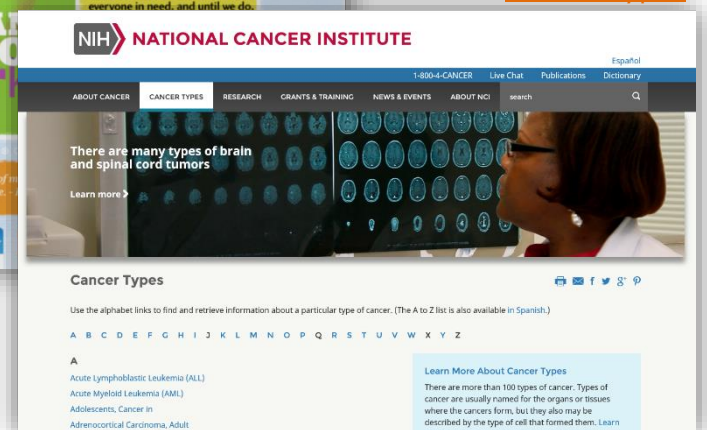 everyone in need, and until we do,
NIH NATIONAL CANCER INSTITUTE
Español
1-800-4-CANCER Live Chat Publications Dictionary
ABOUT CANCER CANCER TYPES RESEARCH GRANTS & TRAINING NEWS & EVENTS ABOUT NCI search
There are many types of brain
and spinal cord tumors
Learn more
Cancer Types
Use the alphabet links to find and retrieve information about a particular type of cancer. (The A to Z list is also available in Spanish.)
A B C D E F G H I J K L M N O P Q R S T U V W X Y Z
A
Acute Lymphoblastic Leukemia (ALL)
Acute Myeloid Leukemia (AML)
Adolescents, Cancer in
Adrenocortical Carcinoma, Adult
Learn More About Cancer Types
There are more than 100 types of cancer. Types of
cancer are usually named for the organs or tissues
where the cancers form, but they also may be
described by the type of cell that formed them. Learn